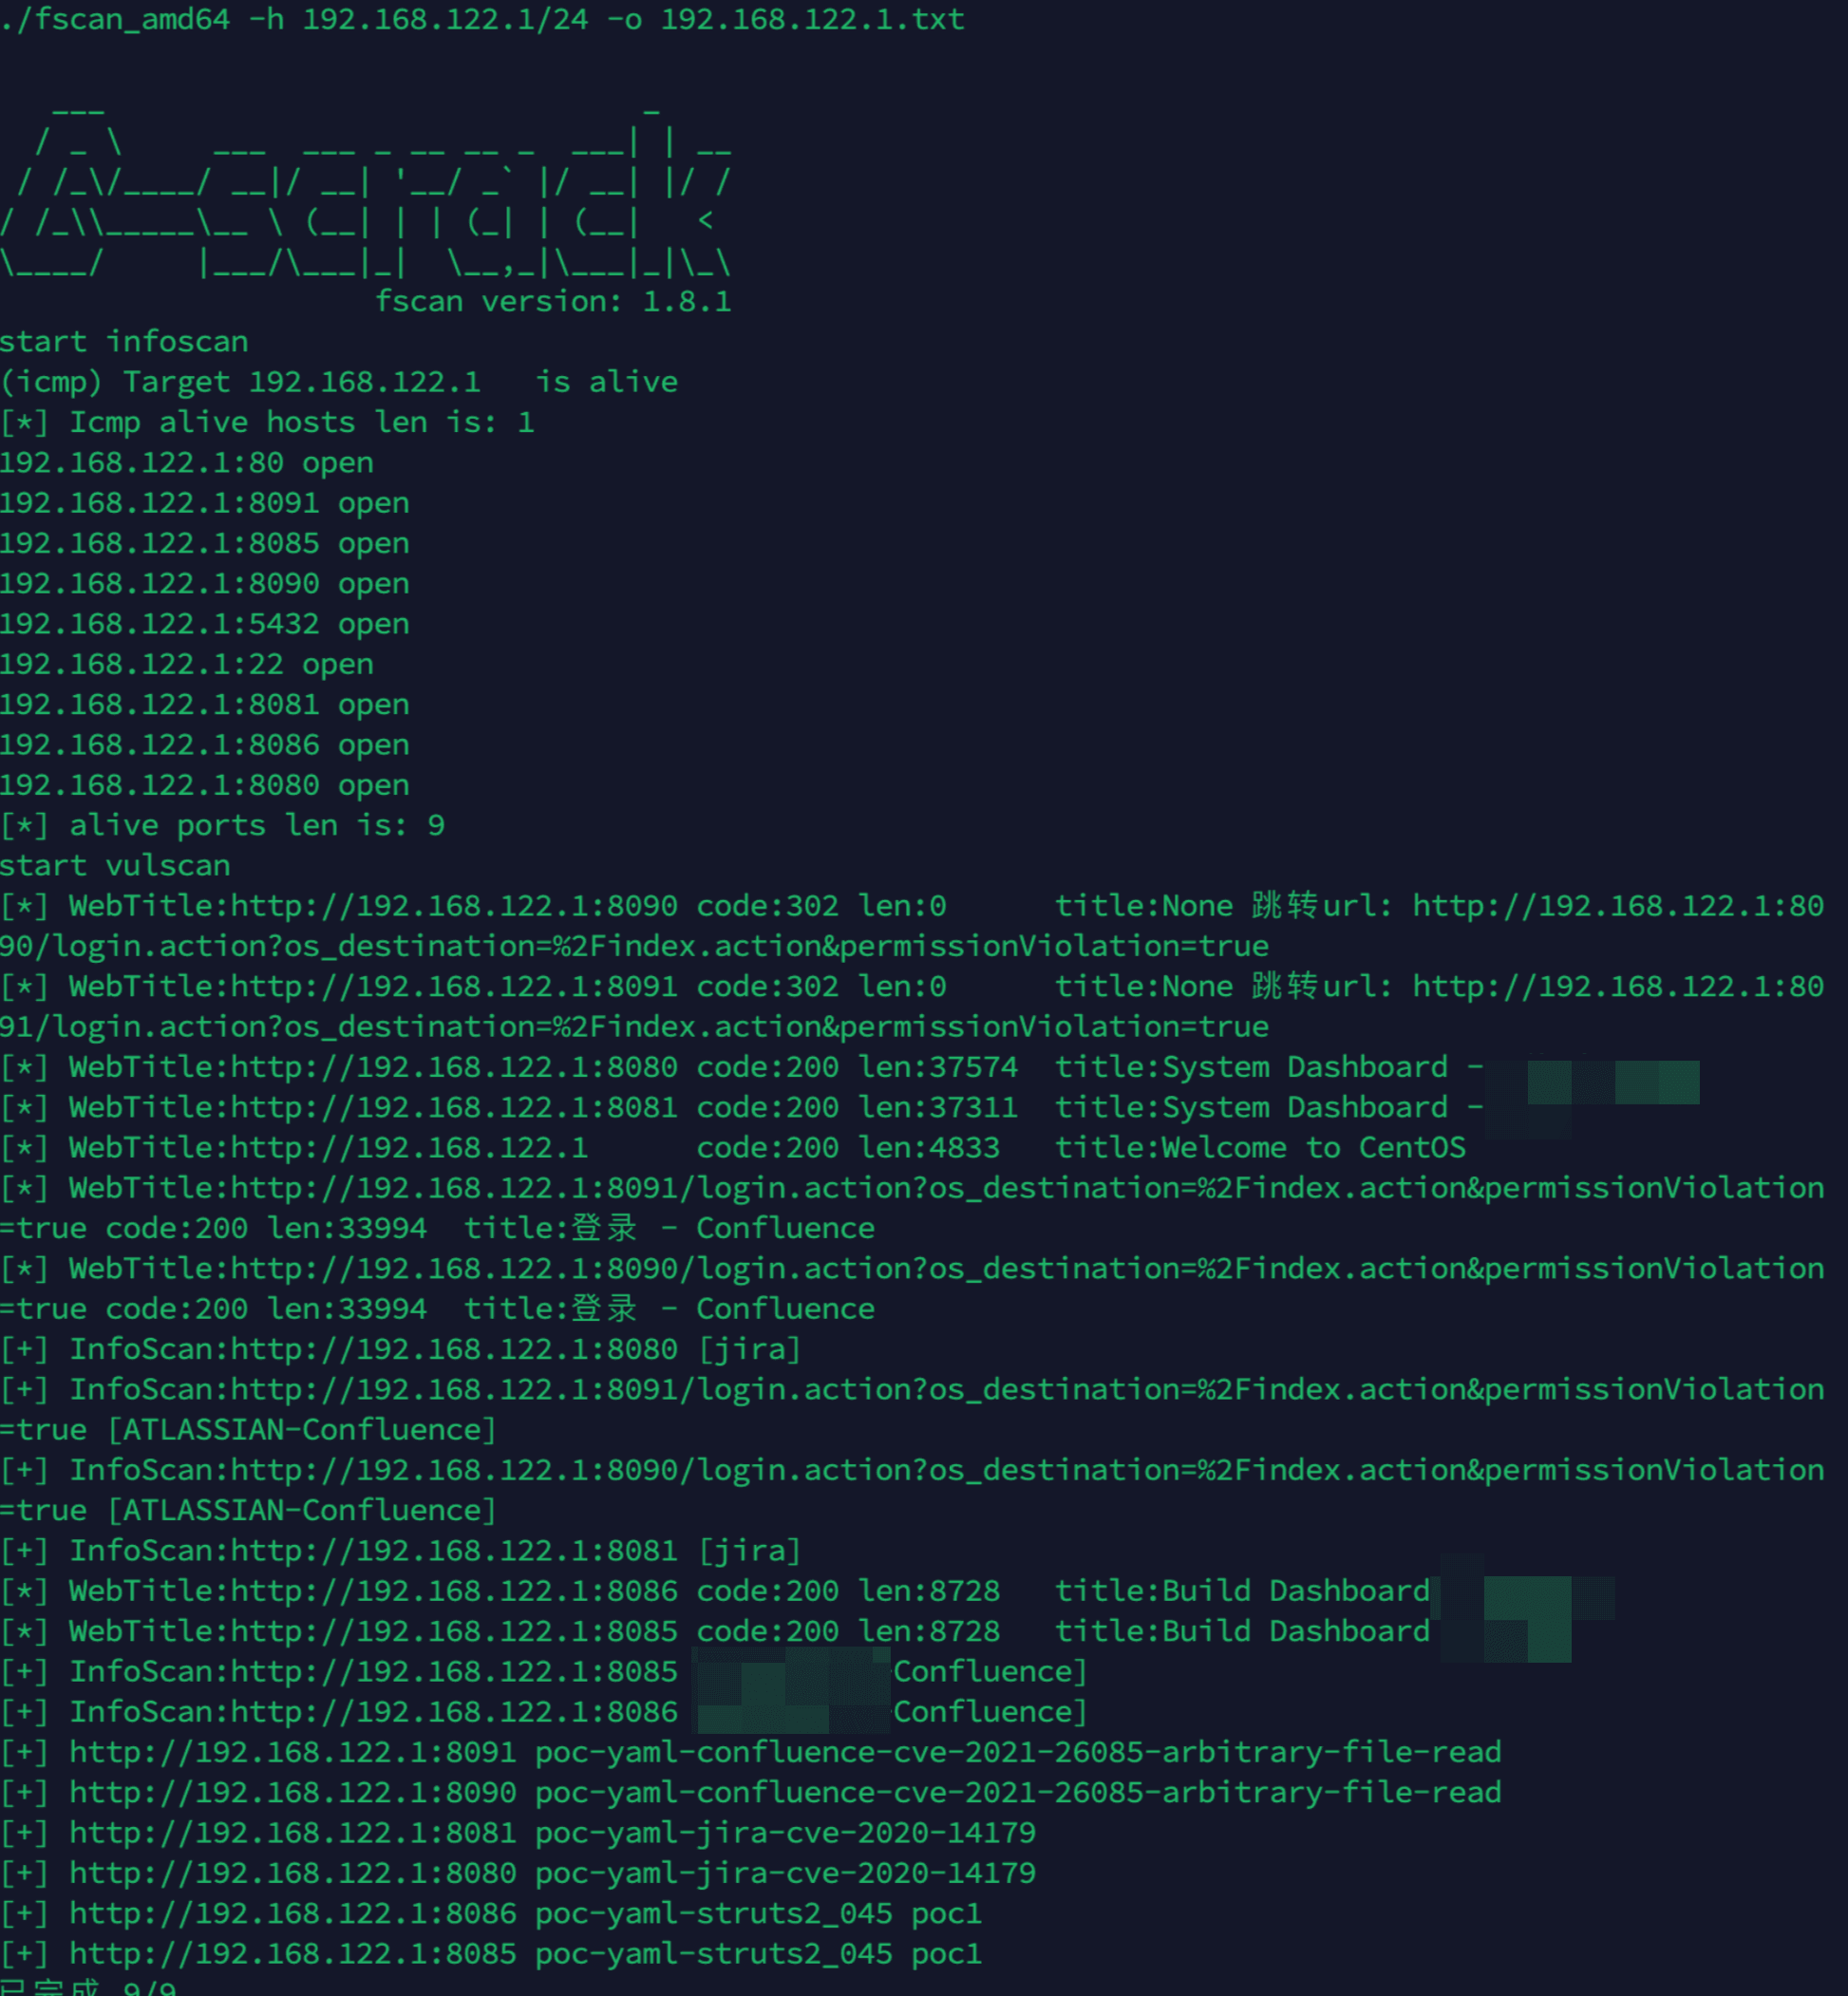 ./fscan_amd64 -h 192.168.122.1/24 -o 192.168.122.1.txt
   ___                              _
  / _ \     ___  ___ _ __ __ _  ___| | __
 / /_\/____/ __|/ __| '__/ _` |/ __| |/ /
/ /_\\_____\__ \ (__| | | (_| | (__|   <
\____/     |___/\___|_|  \__,_|\___|_|\_\
                     fscan version: 1.8.1
start infoscan
(icmp) Target 192.168.122.1   is alive
[*] Icmp alive hosts len is: 1
192.168.122.1:80 open
192.168.122.1:8091 open
192.168.122.1:8085 open
192.168.122.1:8090 open
192.168.122.1:5432 open
192.168.122.1:22 open
192.168.122.1:8081 open
192.168.122.1:8086 open
192.168.122.1:8080 open
[*] alive ports len is: 9
start vulscan
[*] WebTitle:http://192.168.122.1:8090 code:302 len:0      title:None 跳转url: http://192.168.122.1:80
90/login.action?os_destination=%2Findex.action&permissionViolation=true
[*] WebTitle:http://192.168.122.1:8091 code:302 len:0      title:None 跳转url: http://192.168.122.1:80
91/login.action?os_destination=%2Findex.action&permissionViolation=true
[*] WebTitle:http://192.168.122.1:8080 code:200 len:37574  title:System Dashboard -
[*] WebTitle:http://192.168.122.1:8081 code:200 len:37311  title:System Dashboard -
[*] WebTitle:http://192.168.122.1      code:200 len:4833   title:Welcome to CentOS
[*] WebTitle:http://192.168.122.1:8091/login.action?os_destination=%2Findex.action&permissionViolation
=true code:200 len:33994  title:登录 - Confluence
[*] WebTitle:http://192.168.122.1:8090/login.action?os_destination=%2Findex.action&permissionViolation
=true code:200 len:33994  title:登录 - Confluence
[+] InfoScan:http://192.168.122.1:8080 [jira]
[+] InfoScan:http://192.168.122.1:8091/login.action?os_destination=%2Findex.action&permissionViolation
=true [ATLASSIAN-Confluence]
[+] InfoScan:http://192.168.122.1:8090/login.action?os_destination=%2Findex.action&permissionViolation
=true [ATLASSIAN-Confluence]
[+] InfoScan:http://192.168.122.1:8081 [jira]
[*] WebTitle:http://192.168.122.1:8086 code:200 len:8728   title:Build Dashboard
[*] WebTitle:http://192.168.122.1:8085 code:200 len:8728   title:Build Dashboard
[+] InfoScan:http://192.168.122.1:8085 Confluence]
[+] InfoScan:http://192.168.122.1:8086 Confluence]
[+] http://192.168.122.1:8091 poc-yaml-confluence-cve-2021-26085-arbitrary-file-read
[+] http://192.168.122.1:8090 poc-yaml-confluence-cve-2021-26085-arbitrary-file-read
[+] http://192.168.122.1:8081 poc-yaml-jira-cve-2020-14179
[+] http://192.168.122.1:8080 poc-yaml-jira-cve-2020-14179
[+] http://192.168.122.1:8086 poc-yaml-struts2_045 poc1
[+] http://192.168.122.1:8085 poc-yaml-struts2_045 poc1
已完成 9/9